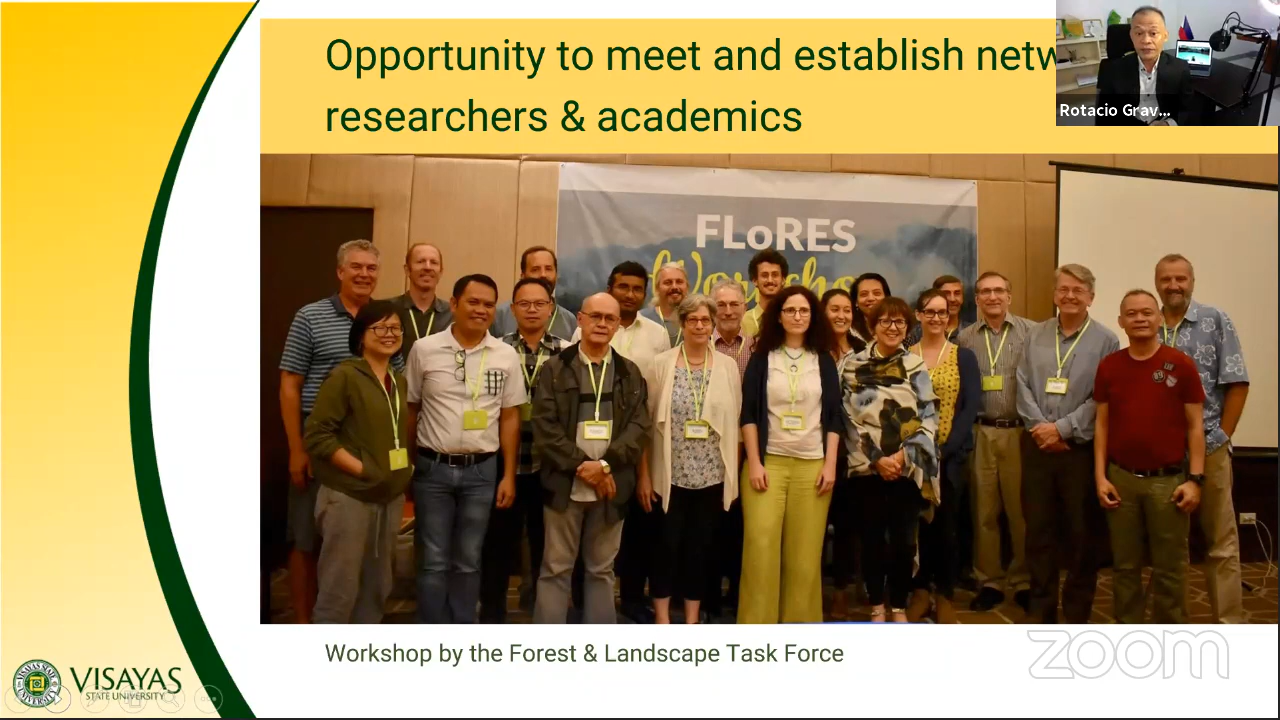 Opportunity to meet and establish netw
researchers & academics
Rotacio Grav...
FLoRES
Worksho
Workshop by the Forest & Landscape Task Force
VISAYAS
STATE UNIVERSITY
zoom